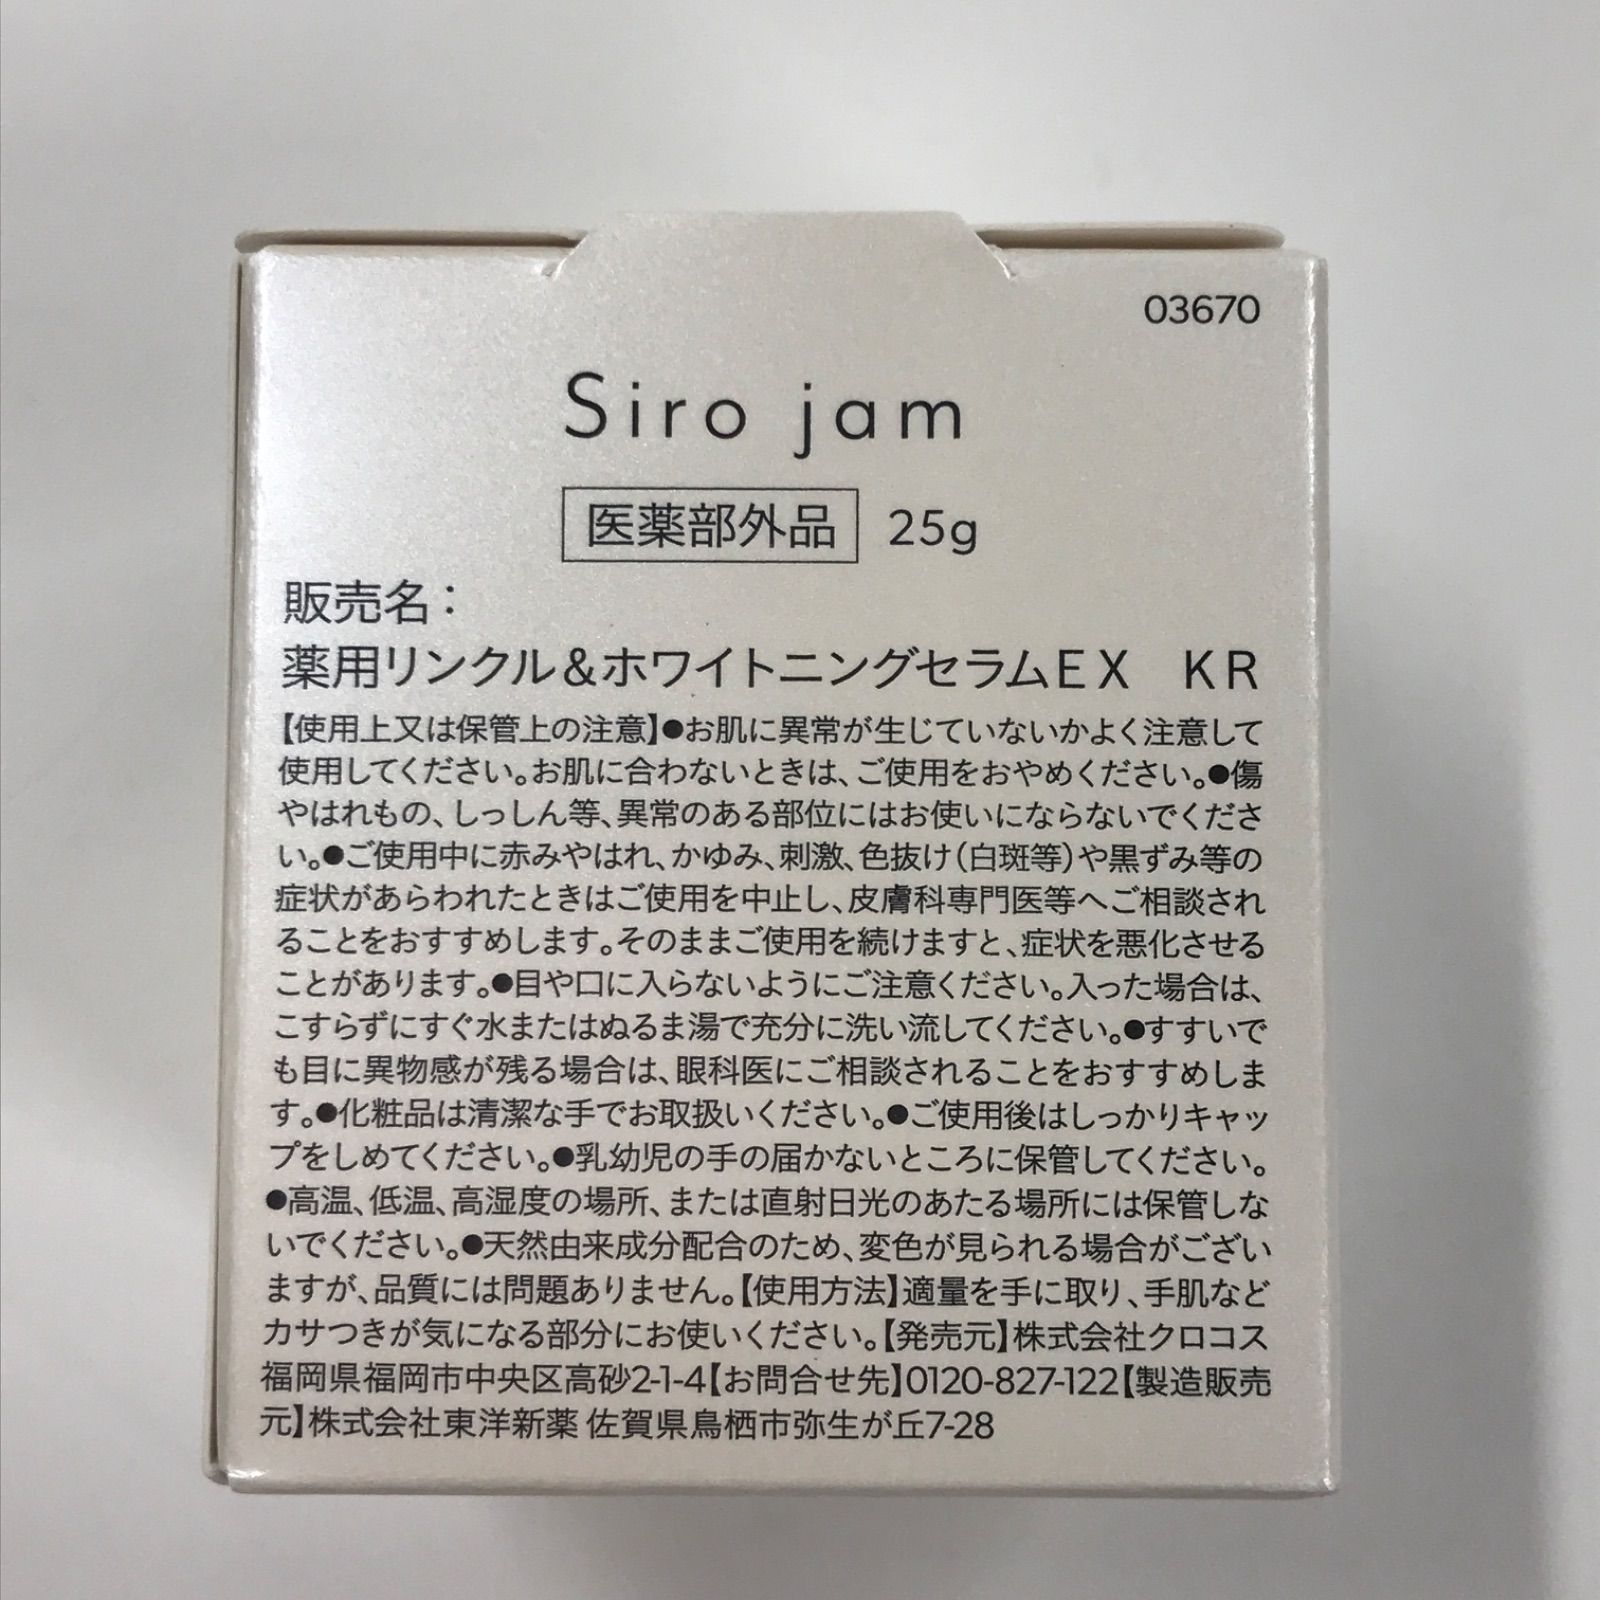 03670
Siro jam
医薬部外品 25g
販売名：
薬用リンクル＆ホワイトニングセラムEX KR
【使用上又は保管上の注意】●お肌に異常が生じていないかよく注意して
使用してください。お肌に合わないときは、ご使用をおやめください。●傷
やはれもの、しっしん等、異常のある部位にはお使いにならないでくださ
い。●ご使用中に赤みやはれ、かゆみ、刺激、色抜け（白斑等）や黒ずみ等の
症状があらわれたときはご使用を中止し、皮膚科専門医等へご相談され
ることをおすすめします。そのままご使用を続けますと、症状を悪化させる
ことがあります。●目や口に入らないようにご注意ください。入った場合は、
こすらずにすぐ水またはぬるま湯で充分に洗い流してください。●すすいで
も目に異物感が残る場合は、眼科医にご相談されることをおすすめしま
す。●化粧品は清潔な手でお取扱いください。●ご使用後はしっかりキャッ
プをしめてください。●乳幼児の手の届かないところに保管してください。
●高温、低温、高湿度の場所、または直射日光のあたる場所には保管しな
いでください。●天然由来成分配合のため、変色が見られる場合がござい
ますが、品質には問題ありません。【使用方法】適量を手に取り、手肌など
カサつきが気になる部分にお使いください。【発売元】株式会社クロコス
福岡県福岡市中央区高砂2-1-4【お問合せ先】0120-827-122【製造販売
元】株式会社東洋新薬 佐賀県鳥栖市弥生が丘7-28